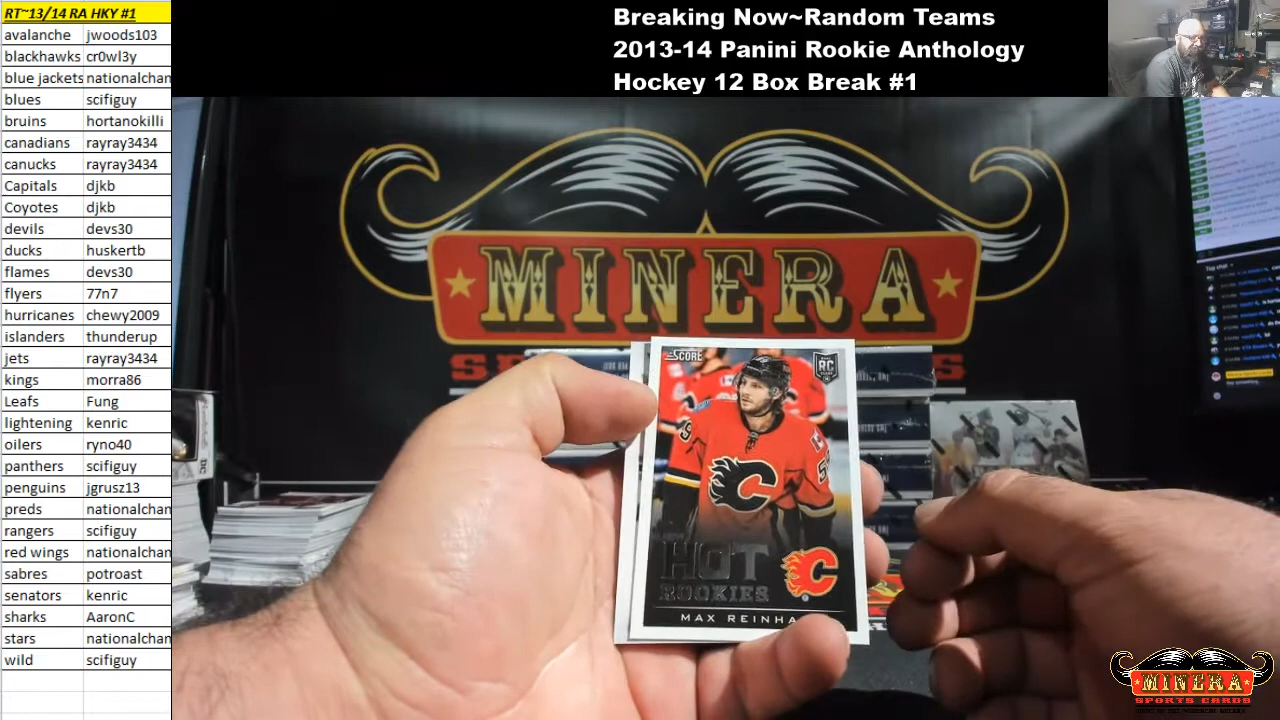 RT~13/14 RA HKY #1
avalanche jwoods103
blackhawks cr0wl3y
blue jackets nationalchan
blues scifiguy
bruins hortanokilli
canadians rayray3434
canucks rayray3434
Capitals djkb
Coyotes djkb
devils devs30
ducks huskertb
flames devs30
flyers 77n7
hurricanes chewy2009
islanders thunderup
jets rayray3434
kings morra86
Leafs Fung
lightening kenric
oilers ryno40
panthers scifiguy
penguins jgrusz13
preds nationalchan
rangers scifiguy
red wings nationalchan
sabres potroast
senators kenric
sharks AaronC
stars nationalchan
wild scifiguy
Breaking Now~Random Teams
2013-14 Panini Rookie Anthology
Hockey 12 Box Break #1
MINERA
SCORE
RC
HOT
ROOKIES
MAX REINHA
Top chat
DC
MINERA
SPORTS CARDS